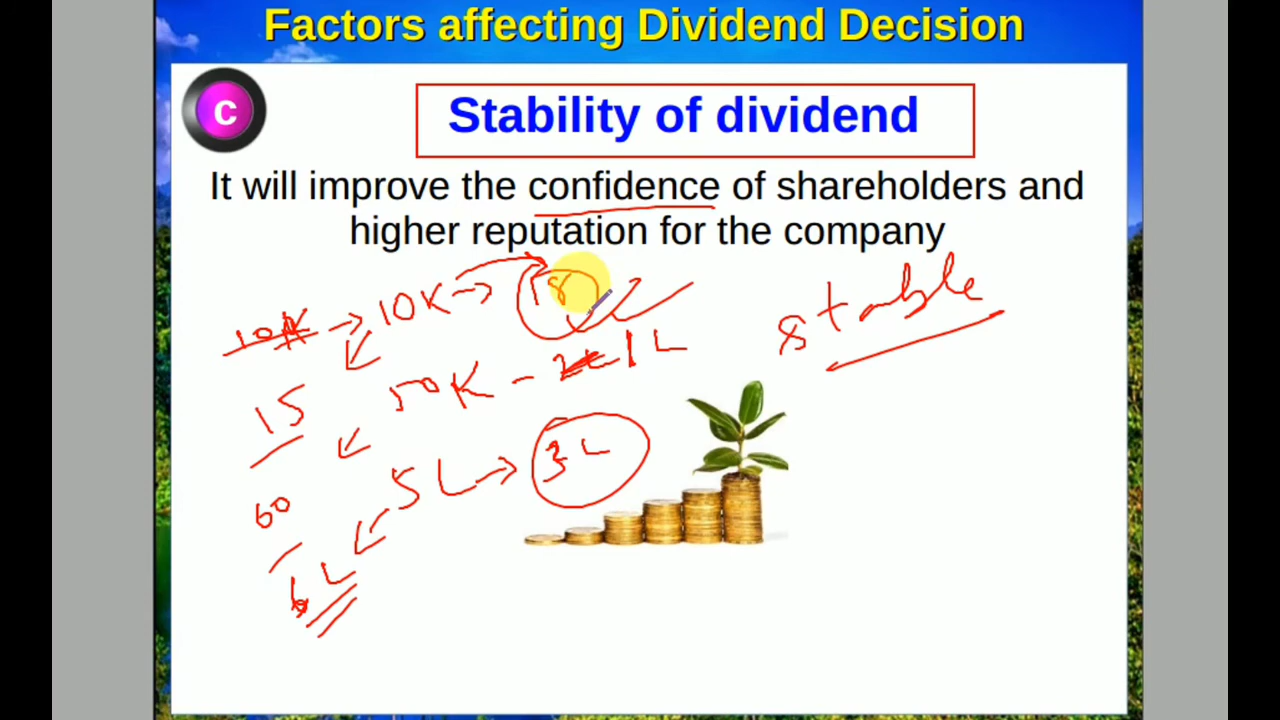 Factors affecting Dividend Decision
C
Stability of dividend
It will improve the confidence of shareholders and
higher reputation for the company
10K → 10K → 18
stable
15
50K - 1L
5L → 3L
60
6L